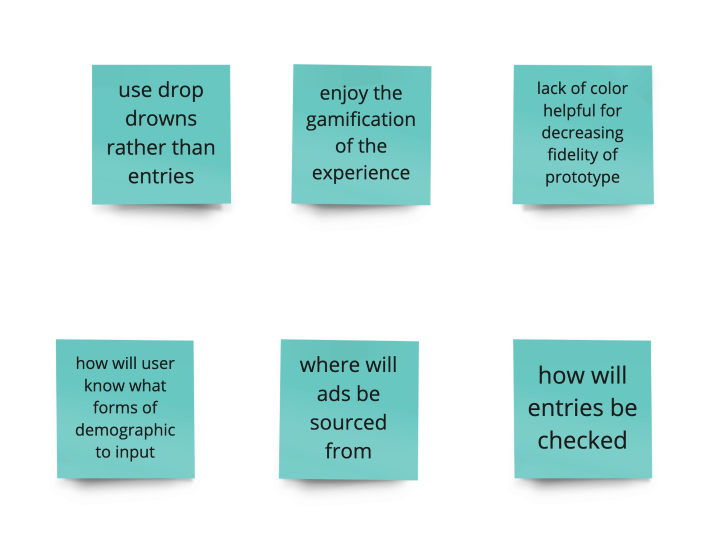 use drop
drowns
rather than
entries
enjoy the
gamification
of the
experience
lack of color
helpful for
decreasing
fidelity of
prototype
how will user
know what
forms of
demographic
to input
where will
ads be
sourced
from
how will
entries be
checked